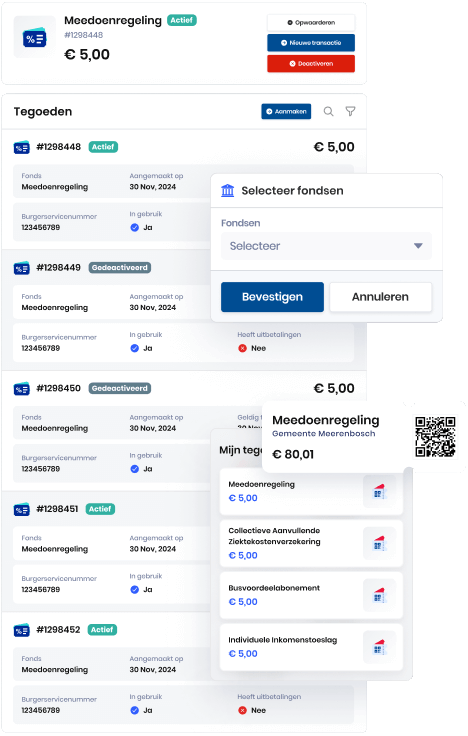 Meedoenregeling Actief
#1298448
€ 5,00
Opwaarderen
Nieuwe transactie
Deactiveren
Tegoeden
Aanmaken
#1298448 Actief € 5,00
Fonds Aangemaakt op
Meedoenregeling 30 Nov, 2024
Burgerservicenummer In gebruik
123456789 Ja
Selecteer fondsen
Fondsen
Selecteer
Bevestigen Annuleren
#1298449 Gedeactiveerd
Fonds Aangemaakt op
Meedoenregeling 30 Nov, 2024
Burgerservicenummer In gebruik Heeft uitbetalingen
123456789 Ja Nee
#1298450 Gedeactiveerd € 5,00
Fonds Aangemaakt op Geldig
Meedoenregeling 30 Nov, 2024
Burgerservicenummer In gebruik
123456789 Ja
Meedoenregeling
Gemeente Meerenbosch
€ 80,01
Mijn tego
Meedoenregeling
€ 5,00
Collectieve Aanvullende
Ziektekostenverzekering
€ 5,00
Busvoordeelabonement
€ 5,00
Individuele Inkomenstoeslag
€ 5,00
#1298451 Actief
Fonds Aangemaakt op
Meedoenregeling 30 Nov, 2024
Burgerservicenummer In gebruik
123456789 Ja
#1298452 Actief
Fonds Aangemaakt op
Meedoenregeling 30 Nov, 2024
Burgerservicenummer In gebruik Heeft uitbetalingen
123456789 Ja Nee